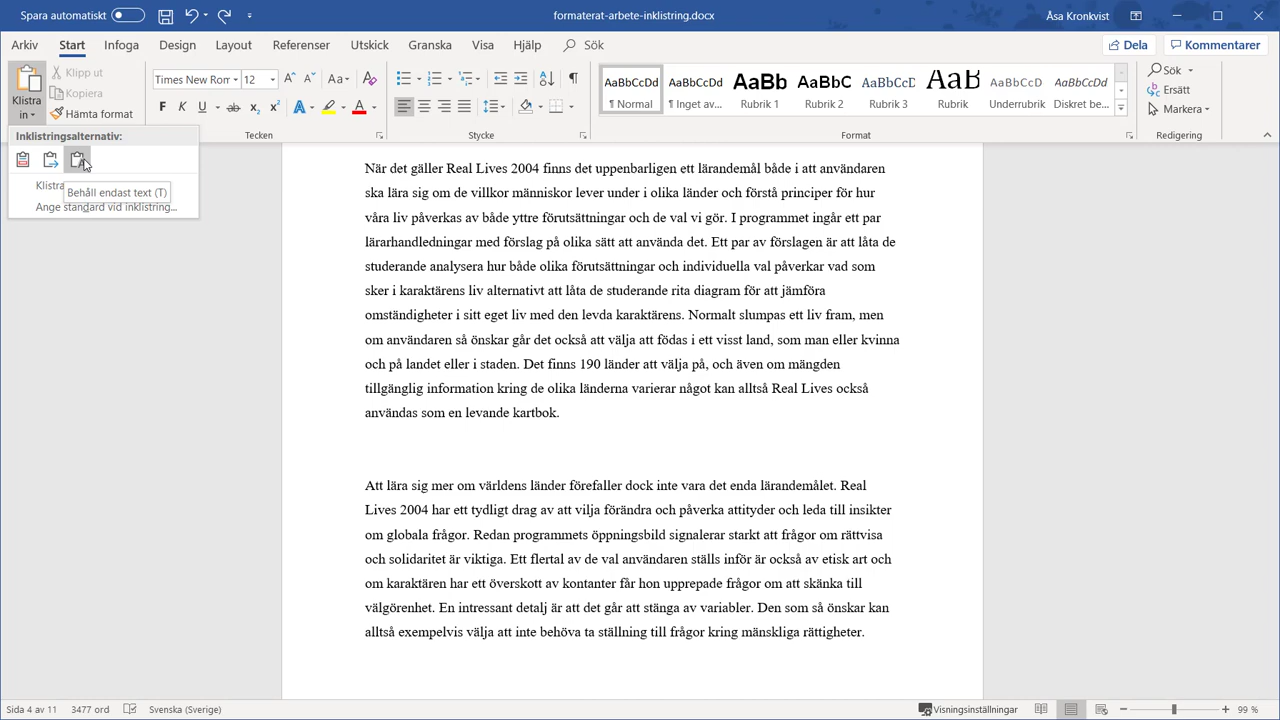 Spara automatiskt
formaterat-arbete-inklistring.docx
Åsa Kronkvist
Arkiv Start Infoga Design Layout Referenser Utskick Granska Visa Hjälp Sök
Dela Kommentarer
Klistra in
Klipp ut
Kopiera
Hämta format
Times New Rom 12
AaBbCcDd ¶ Normal
AaBbCcDd ¶ Inget av...
AaBb Rubrik 1
AaBbC
AaBbCcD
AaB Rubrik
AaBbCcD Underrubrik
AaBbCcDd Diskret be...
Sök
Ersätt
Markera
Tecken Stycke Format Redigering
Inklistringsalternativ:
Klistra
Behåll endast text (T)
Ange standard vid inklistring...
När det gäller Real Lives 2004 finns det uppenbarligen ett lärandemål både i att användaren
ska lära sig om de villkor människor lever under i olika länder och förstå principer för hur
våra liv påverkas av både yttre förutsättningar och de val vi gör. I programmet ingår ett par
lärarhandledningar med förslag på olika sätt att använda det. Ett par av förslagen är att låta de
studerande analysera hur både olika förutsättningar och individuella val påverkar vad som
sker i karaktärens liv alternativt att låta de studerande rita diagram för att jämföra
omständigheter i sitt eget liv med den levda karaktärens. Normalt slumpas ett liv fram, men
om användaren så önskar går det också att välja att födas i ett visst land, som man eller kvinna
och på landet eller i staden. Det finns 190 länder att välja på, och även om mängden
tillgänglig information kring de olika länderna varierar något kan alltså Real Lives också
användas som en levande kartbok.
Att lära sig mer om världens länder förefaller dock inte vara det enda lärandemålet. Real
Lives 2004 har ett tydligt drag av att vilja förändra och påverka attityder och leda till insikter
om globala frågor. Redan programmets öppningsbild signalerar starkt att frågor om rättvisa
och solidaritet är viktiga. Ett flertal av de val användaren ställs inför är också av etisk art och
om karaktären har ett överskott av kontanter får hon upprepade frågor om att skänka till
välgörenhet. En intressant detalj är att det går att stänga av variabler. Den som så önskar kan
alltså exempelvis välja att inte behöva ta ställning till frågor kring mänskliga rättigheter.
Sida 4 av 11 3477 ord Svenska (Sverige) Visningsinställningar 99 %